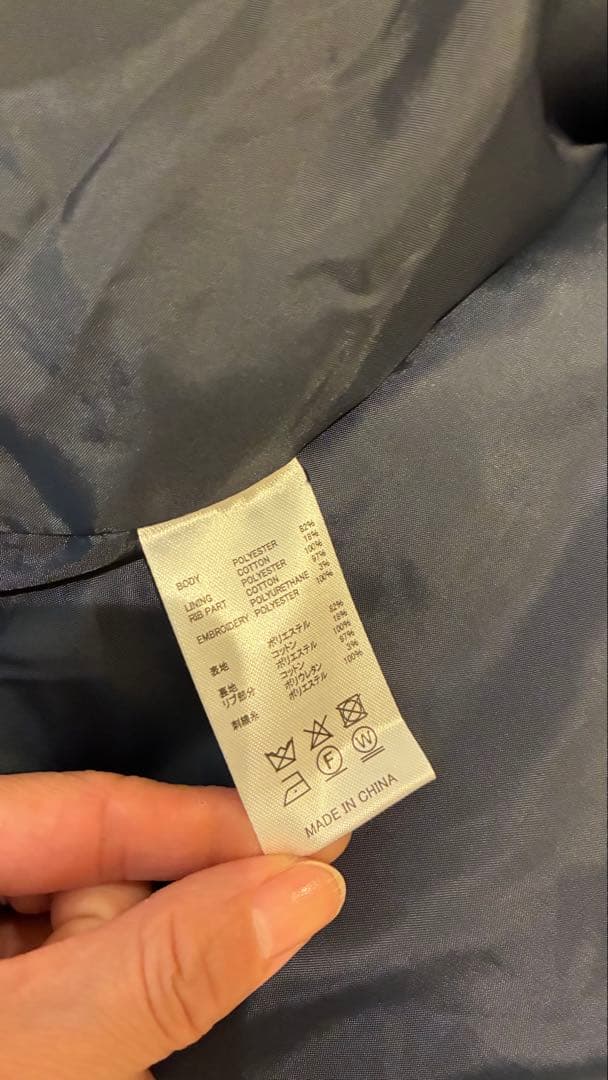 BODY POLYESTER 82%
COTTON 18%
LINING POLYESTER 100%
RIB PART COTTON 97%
POLYURETHANE 3%
EMBROIDERY POLYESTER 100%
表地 ポリエステル 82%
コットン 18%
裏地 ポリエステル 100%
リブ部分 コットン 97%
ポリウレタン 3%
刺繍糸 ポリエステル 100%
F W
MADE IN CHINA